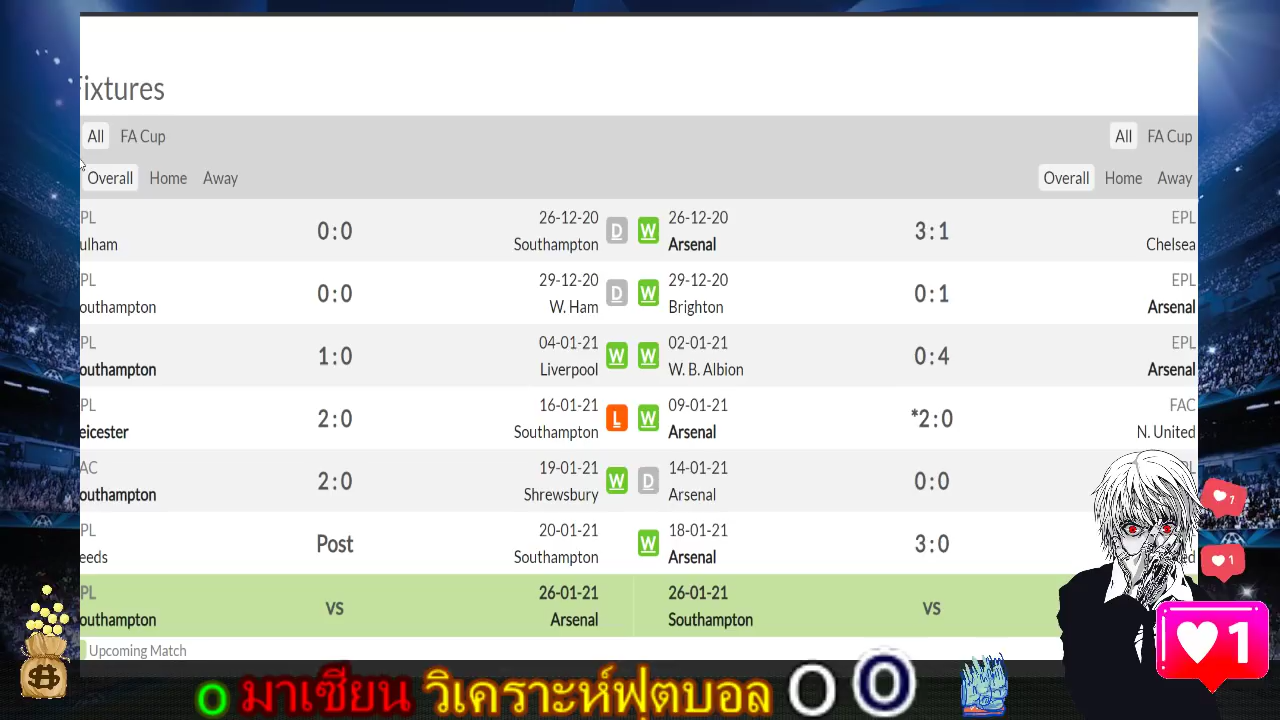 ixtures
All FA Cup All FA Cup
Overall Home Away Overall Home Away
PL 26-12-20 26-12-20 EPL
ulham 0:0 Southampton D W Arsenal 3:1 Chelsea
PL 29-12-20 29-12-20 EPL
outhampton 0:0 W. Ham D W Brighton 0:1 Arsenal
PL 04-01-21 02-01-21 EPL
outhampton 1:0 Liverpool W W W. B. Albion 0:4 Arsenal
PL 16-01-21 09-01-21 FAC
eicester 2:0 Southampton L W Arsenal *2:0 N. United
AC 19-01-21 14-01-21
outhampton 2:0 Shrewsbury W D Arsenal 0:0
PL 20-01-21 18-01-21
eeds Post Southampton W Arsenal 3:0
PL 26-01-21 26-01-21
outhampton VS Arsenal Southampton VS
Upcoming Match
1
1
1
o มาเซียน วิเคราะห์ฟุตบอล O O